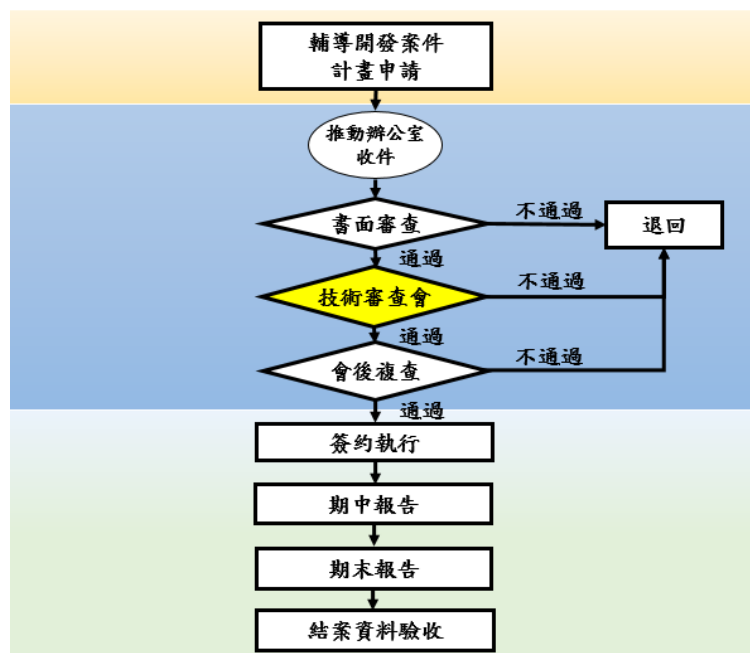 輔導開發案件
計畫申請
推動辦公室
收件
書面審查
不通過
退回
通過
技術審查會
不通過
通過
會後複查
不通過
通過
簽約執行
期中報告
期末報告
結案資料驗收